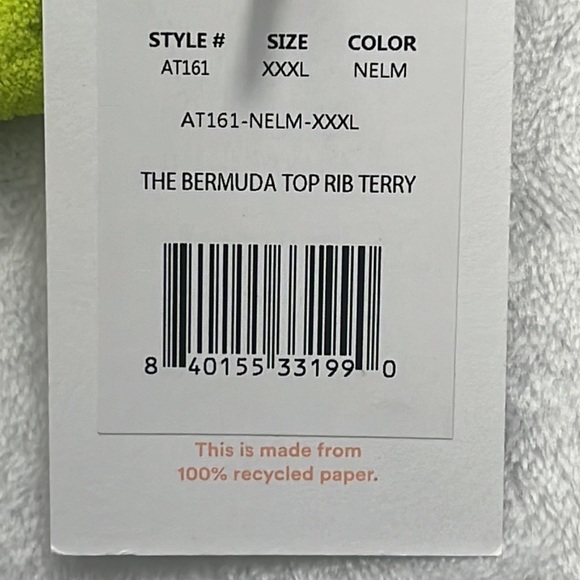 STYLE # SIZE COLOR
AT161 XXXL NELM
AT161-NELM-XXXL
THE BERMUDA TOP RIB TERRY
8 40155 33199 0
This is made from
100% recycled paper.